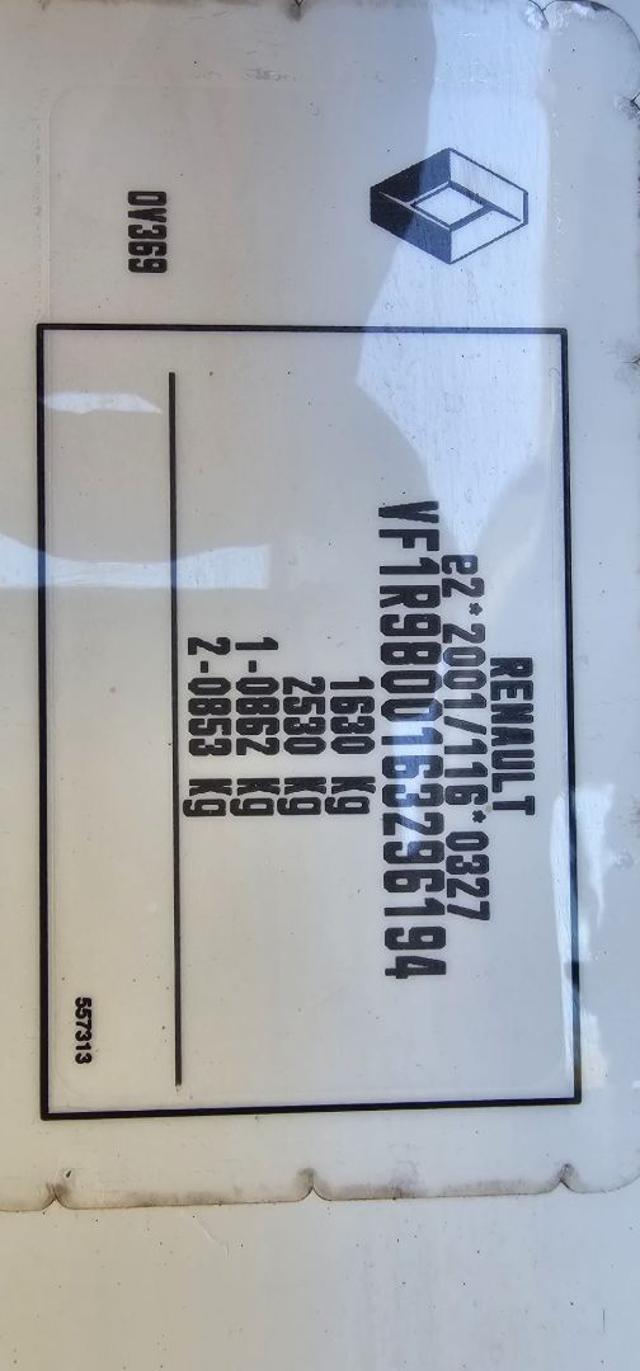 RENAULT
e2*2001/116*0327
VF1R9800163296194
1630 Kg
2530 Kg
1-0862 Kg
2-0853 Kg
557313
DY369